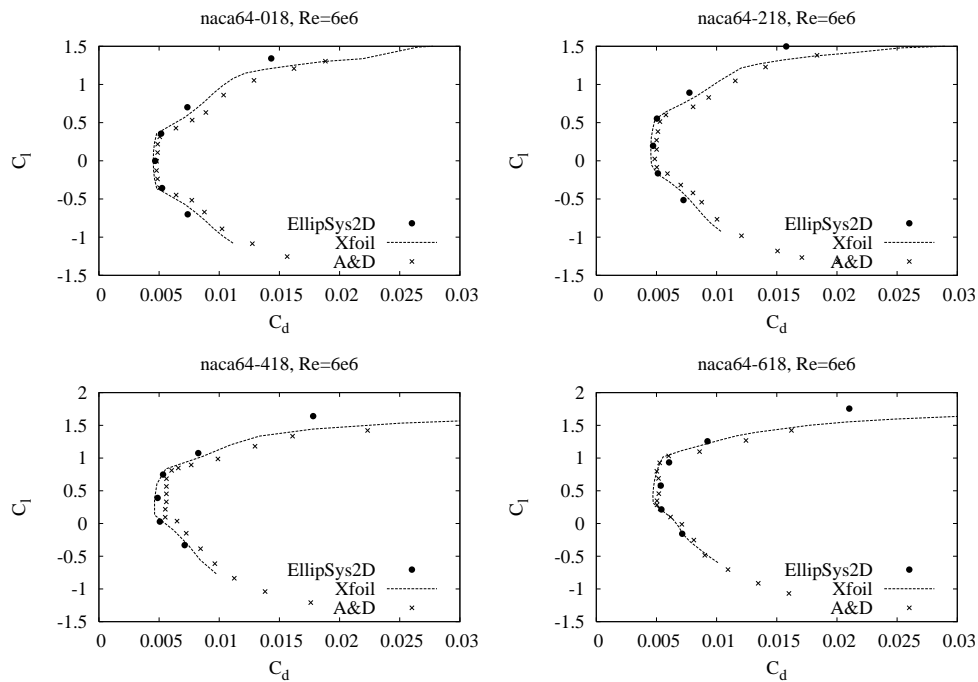 naca64-018, Re=6e6
1.5
1
0.5
0
-0.5
-1
-1.5
C_l
EllipSys2D
Xfoil
A&D
0 0.005 0.01 0.015 0.02 0.025 0.03
C_d
naca64-218, Re=6e6
1.5
1
0.5
0
-0.5
-1
-1.5
C_l
EllipSys2D
Xfoil
A&D
0 0.005 0.01 0.015 0.02 0.025 0.03
C_d
naca64-418, Re=6e6
2
1.5
1
0.5
0
-0.5
-1
-1.5
C_l
EllipSys2D
Xfoil
A&D
0 0.005 0.01 0.015 0.02 0.025 0.03
C_d
naca64-618, Re=6e6
2
1.5
1
0.5
0
-0.5
-1
-1.5
C_l
EllipSys2D
Xfoil
A&D
0 0.005 0.01 0.015 0.02 0.025 0.03
C_d